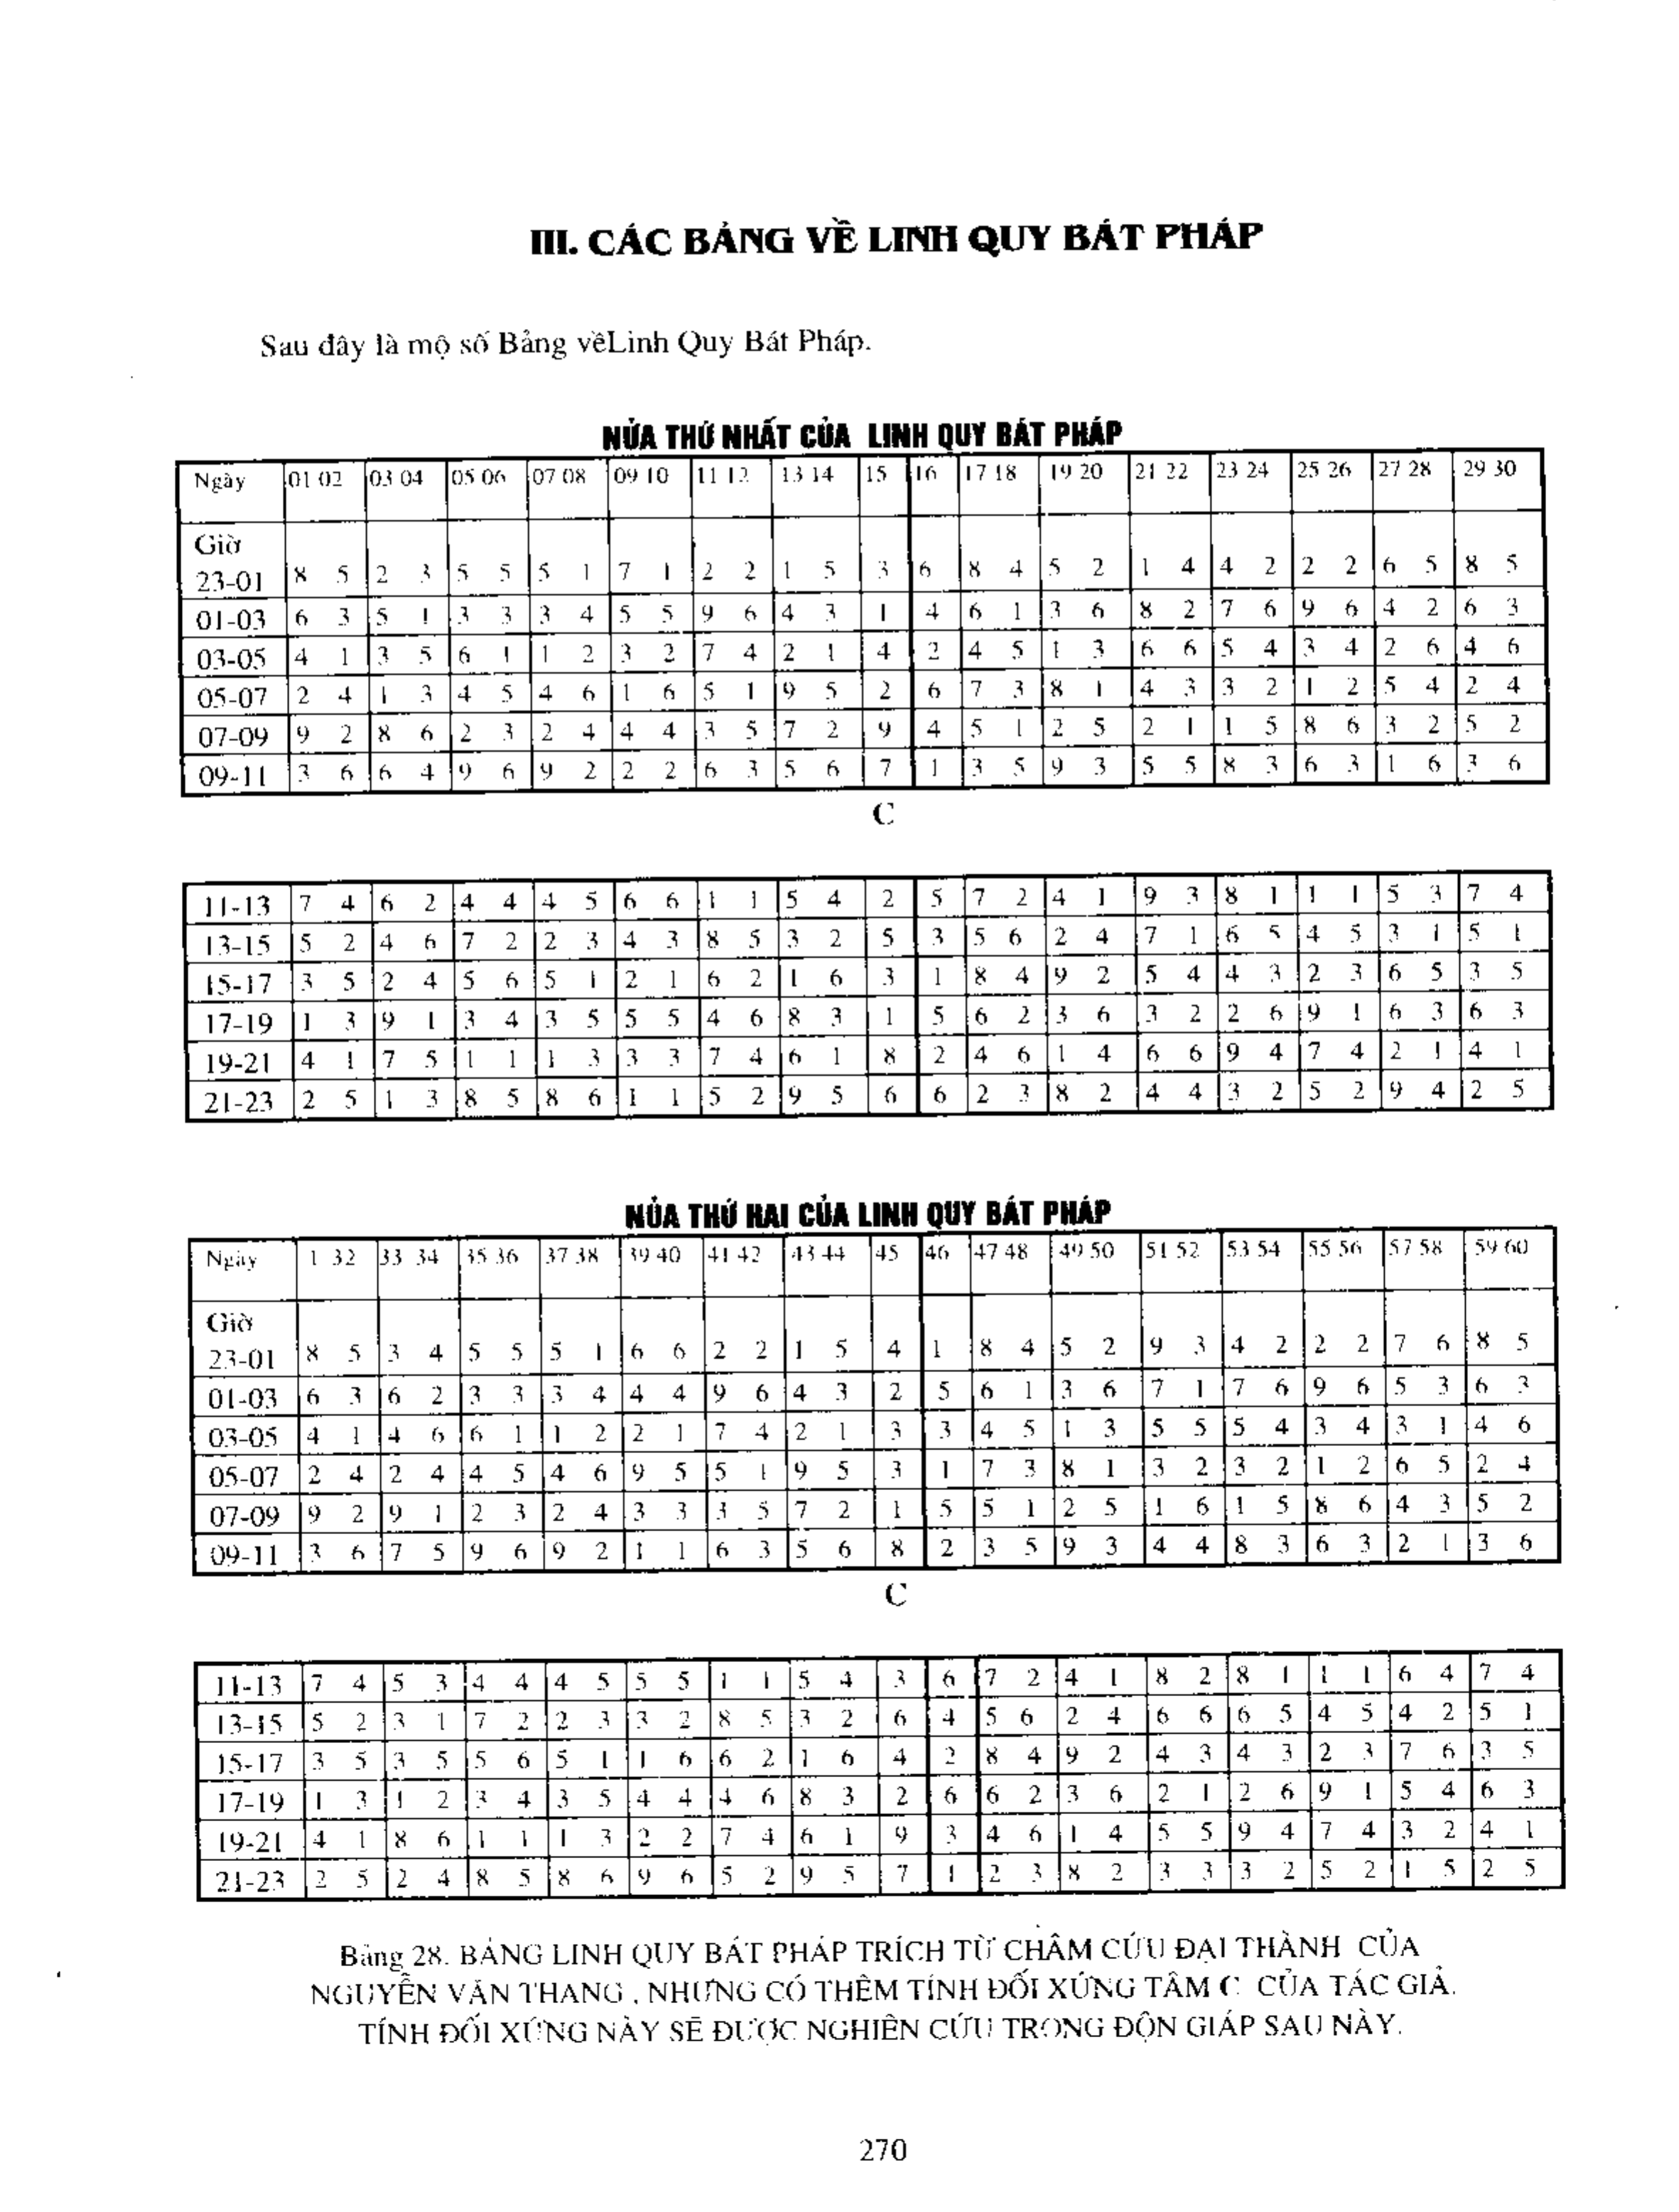 III. CÁC BẢNG VỀ LINH QUY BÁT PHÁP
Sau đây là mộ số Bảng vềLinh Quy Bát Pháp.
NỬA THỨ NHẤT CỦA LINH QUY BÁT PHÁP
Ngày 01 02 03 04 05 06 07 08 09 10 11 12 13 14 15 16 17 18 19 20 21 22 23 24 25 26 27 28 29 30
Giờ
23-01 8 5 2 3 5 5 5 1 7 1 2 2 1 5 3 6 8 4 5 2 1 4 4 2 2 2 6 5 8 5
01-03 6 3 5 1 3 3 3 4 5 5 9 6 4 3 1 4 6 1 3 6 8 2 7 6 9 6 4 2 6 3
03-05 4 1 3 5 6 1 1 2 3 2 7 4 2 1 4 2 4 5 1 3 6 6 5 4 3 4 2 6 4 6
05-07 2 4 1 3 4 5 4 6 1 6 5 1 9 5 2 6 7 3 8 1 4 3 3 2 1 2 5 4 2 4
07-09 9 2 8 6 2 3 2 4 4 4 3 5 7 2 9 4 5 1 2 5 2 1 1 5 8 6 3 2 5 2
09-11 3 6 6 4 9 6 9 2 2 2 6 3 5 6 7 1 3 5 9 3 5 5 8 3 6 3 1 6 3 6
C
11-13 7 4 6 2 4 4 4 5 6 6 1 1 5 4 2 5 7 2 4 1 9 3 8 1 1 1 5 3 7 4
13-15 5 2 4 6 7 2 2 3 4 3 8 5 3 2 5 3 5 6 2 4 7 1 6 5 4 5 3 1 5 1
15-17 3 5 2 4 5 6 5 1 2 1 6 2 1 6 3 1 8 4 9 2 5 4 4 3 2 3 6 5 3 5
17-19 1 3 9 1 3 4 3 5 5 5 4 6 8 3 1 5 6 2 3 6 3 2 2 6 9 1 6 3 6 3
19-21 4 1 7 5 1 1 1 3 3 3 7 4 6 1 8 2 4 6 1 4 6 6 9 4 7 4 2 1 4 1
21-23 2 5 1 3 8 5 8 6 1 1 5 2 9 5 6 6 2 3 8 2 4 4 3 2 5 2 9 4 2 5
NỦA THỨ HAI CỦA LINH QUY BÁT PHÁP
Ngày 1 32 33 34 35 36 37 38 39 40 41 42 43 44 45 46 47 48 49 50 51 52 53 54 55 56 57 58 59 60
Giờ
23-01 8 5 3 4 5 5 5 1 6 6 2 2 1 5 4 1 8 4 5 2 9 3 4 2 2 2 7 6 8 5
01-03 6 3 6 2 3 3 3 4 4 4 9 6 4 3 2 5 6 1 3 6 7 1 7 6 9 6 5 3 6 3
03-05 4 1 4 6 6 1 1 2 2 1 7 4 2 1 3 3 4 5 1 3 5 5 5 4 3 4 3 1 4 6
05-07 2 4 2 4 4 5 4 6 9 5 5 1 9 5 3 1 7 3 8 1 3 2 3 2 1 2 6 5 2 4
07-09 9 2 9 1 2 3 2 4 3 3 3 5 7 2 1 5 5 1 2 5 1 6 1 5 8 6 4 3 5 2
09-11 3 6 7 5 9 6 9 2 1 1 6 3 5 6 8 2 3 5 9 3 4 4 8 3 6 3 2 1 3 6
C
11-13 7 4 5 3 4 4 4 5 5 5 1 1 5 4 3 6 7 2 4 1 8 2 8 1 1 1 6 4 7 4
13-15 5 2 3 1 7 2 2 3 3 2 8 5 3 2 6 4 5 6 2 4 6 6 6 5 4 5 4 2 5 1
15-17 3 5 3 5 5 6 5 1 1 6 6 2 1 6 4 2 8 4 9 2 4 3 4 3 2 3 7 6 3 5
17-19 1 3 1 2 3 4 3 5 4 4 4 6 8 3 2 6 6 2 3 6 2 1 2 6 9 1 5 4 6 3
19-21 4 1 8 6 1 1 1 3 2 2 7 4 6 1 9 3 4 6 1 4 5 5 9 4 7 4 3 2 4 1
21-23 2 5 2 4 8 5 8 6 9 6 5 2 9 5 7 1 2 3 8 2 3 3 3 2 5 2 1 5 2 5
Bảng 28. BẢNG LINH QUY BÁT PHÁP TRÍCH TỪ CHÂM CỨU ĐẠI THÀNH CỦA
NGUYỄN VĂN THANG , NHƯNG CÓ THÊM TÍNH ĐỐI XỨNG TÂM C CỦA TÁC GIẢ.
TÍNH ĐỐI XỨNG NÀY SẼ ĐƯỢC NGHIÊN CỨU TRONG ĐỘN GIÁP SAU NÀY.
270